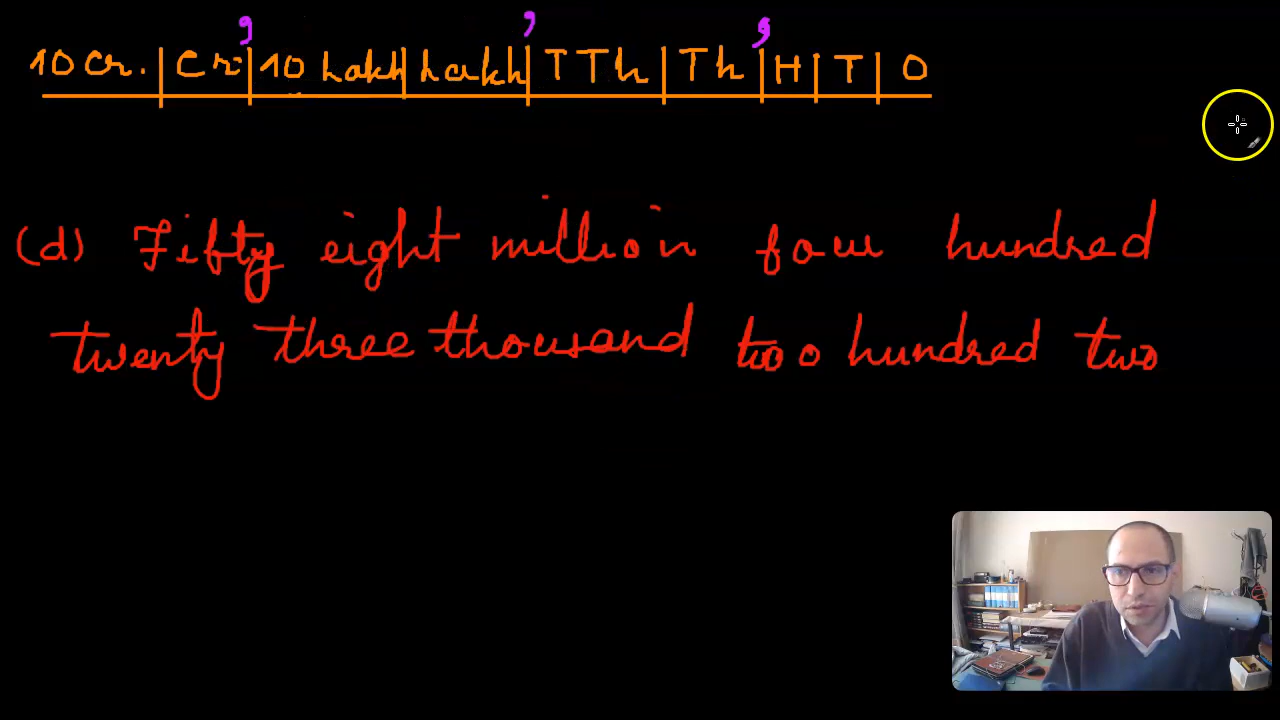 10 Cr. | Cr. , | 10 Lakh | Lakh , | T Th | Th , | H | T | O
(d) Fifty eight million four hundred
twenty three thousand two hundred two